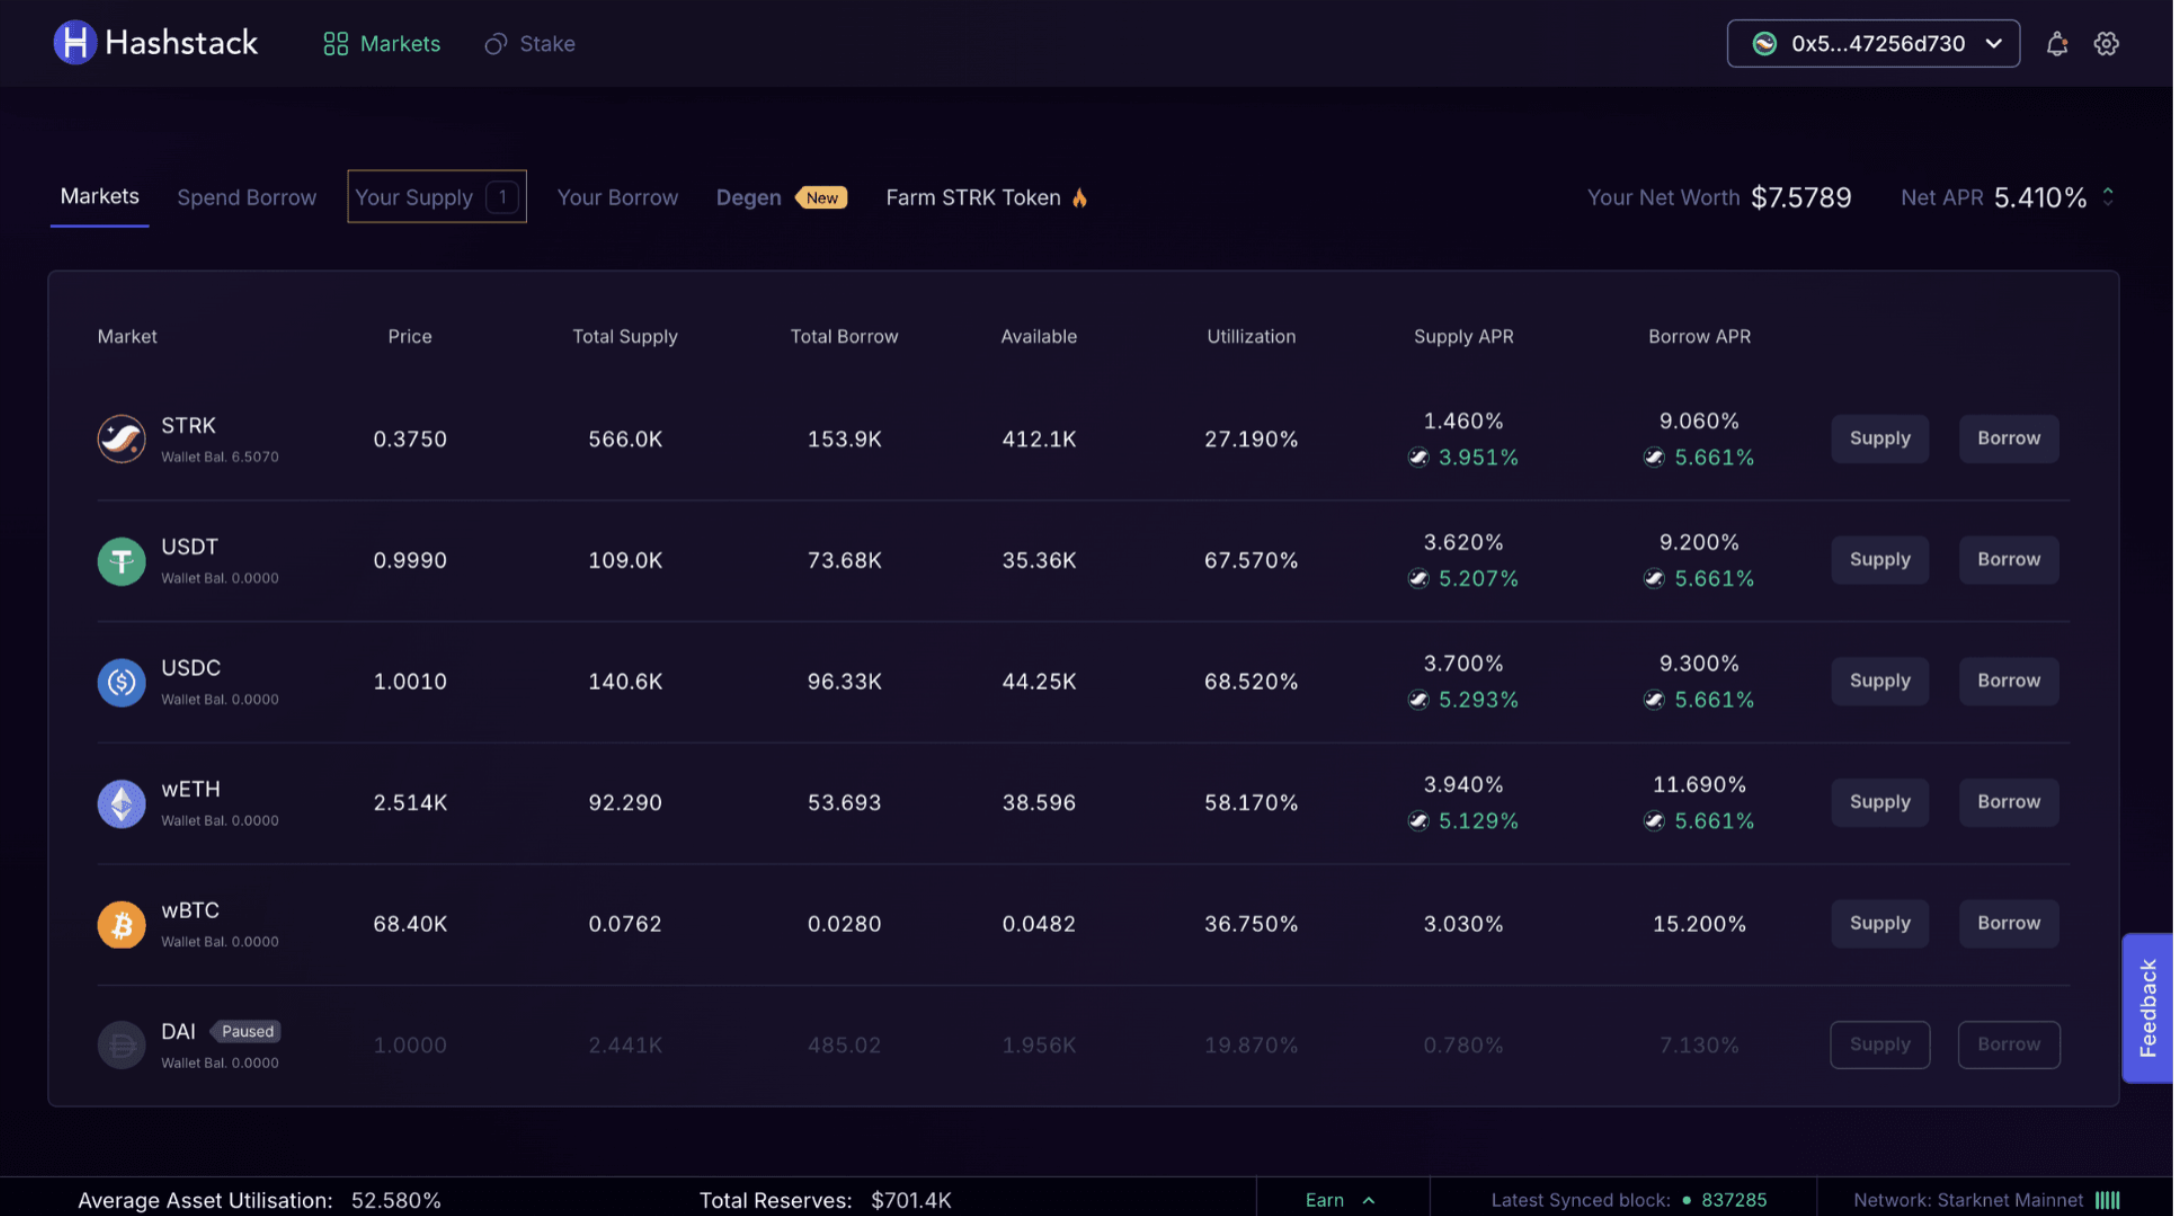 Hashstack Markets Stake 0x5...47256d730
Markets Spend Borrow Your Supply 1 Your Borrow Degen New Farm STRK Token Your Net Worth $7.5789 Net APR 5.410%
Market Price Total Supply Total Borrow Available Utillization Supply APR Borrow APR
STRK
Wallet Bal. 6.5070
0.3750 566.0K 153.9K 412.1K 27.190% 1.460% 9.060% Supply Borrow
3.951% 5.661%
USDT
Wallet Bal. 0.0000
0.9990 109.0K 73.68K 35.36K 67.570% 3.620% 9.200% Supply Borrow
5.207% 5.661%
USDC
Wallet Bal. 0.0000
1.0010 140.6K 96.33K 44.25K 68.520% 3.700% 9.300% Supply Borrow
5.293% 5.661%
wETH
Wallet Bal. 0.0000
2.514K 92.290 53.693 38.596 58.170% 3.940% 11.690% Supply Borrow
5.129% 5.661%
wBTC
Wallet Bal. 0.0000
68.40K 0.0762 0.0280 0.0482 36.750% 3.030% 15.200% Supply Borrow
DAI Paused
Wallet Bal. 0.0000
1.0000 2.441K 485.02 1.956K 19.870% 0.780% 7.130% Supply Borrow
Feedback
Average Asset Utilisation: 52.580% Total Reserves: $701.4K Earn Latest Synced block: 837285 Network: Starknet Mainnet